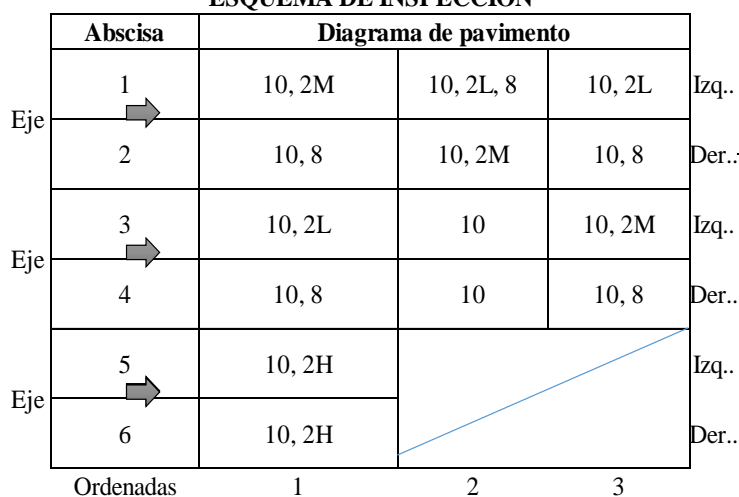 ESQUEMA DE INSPECCIÓN
Abscisa Diagrama de pavimento
1 10, 2M 10, 2L, 8 10, 2L Izq..
Eje
2 10, 8 10, 2M 10, 8 Der..
3 10, 2L 10 10, 2M Izq..
Eje
4 10, 8 10 10, 8 Der..
5 10, 2H Izq..
Eje
6 10, 2H Der..
Ordenadas 1 2 3